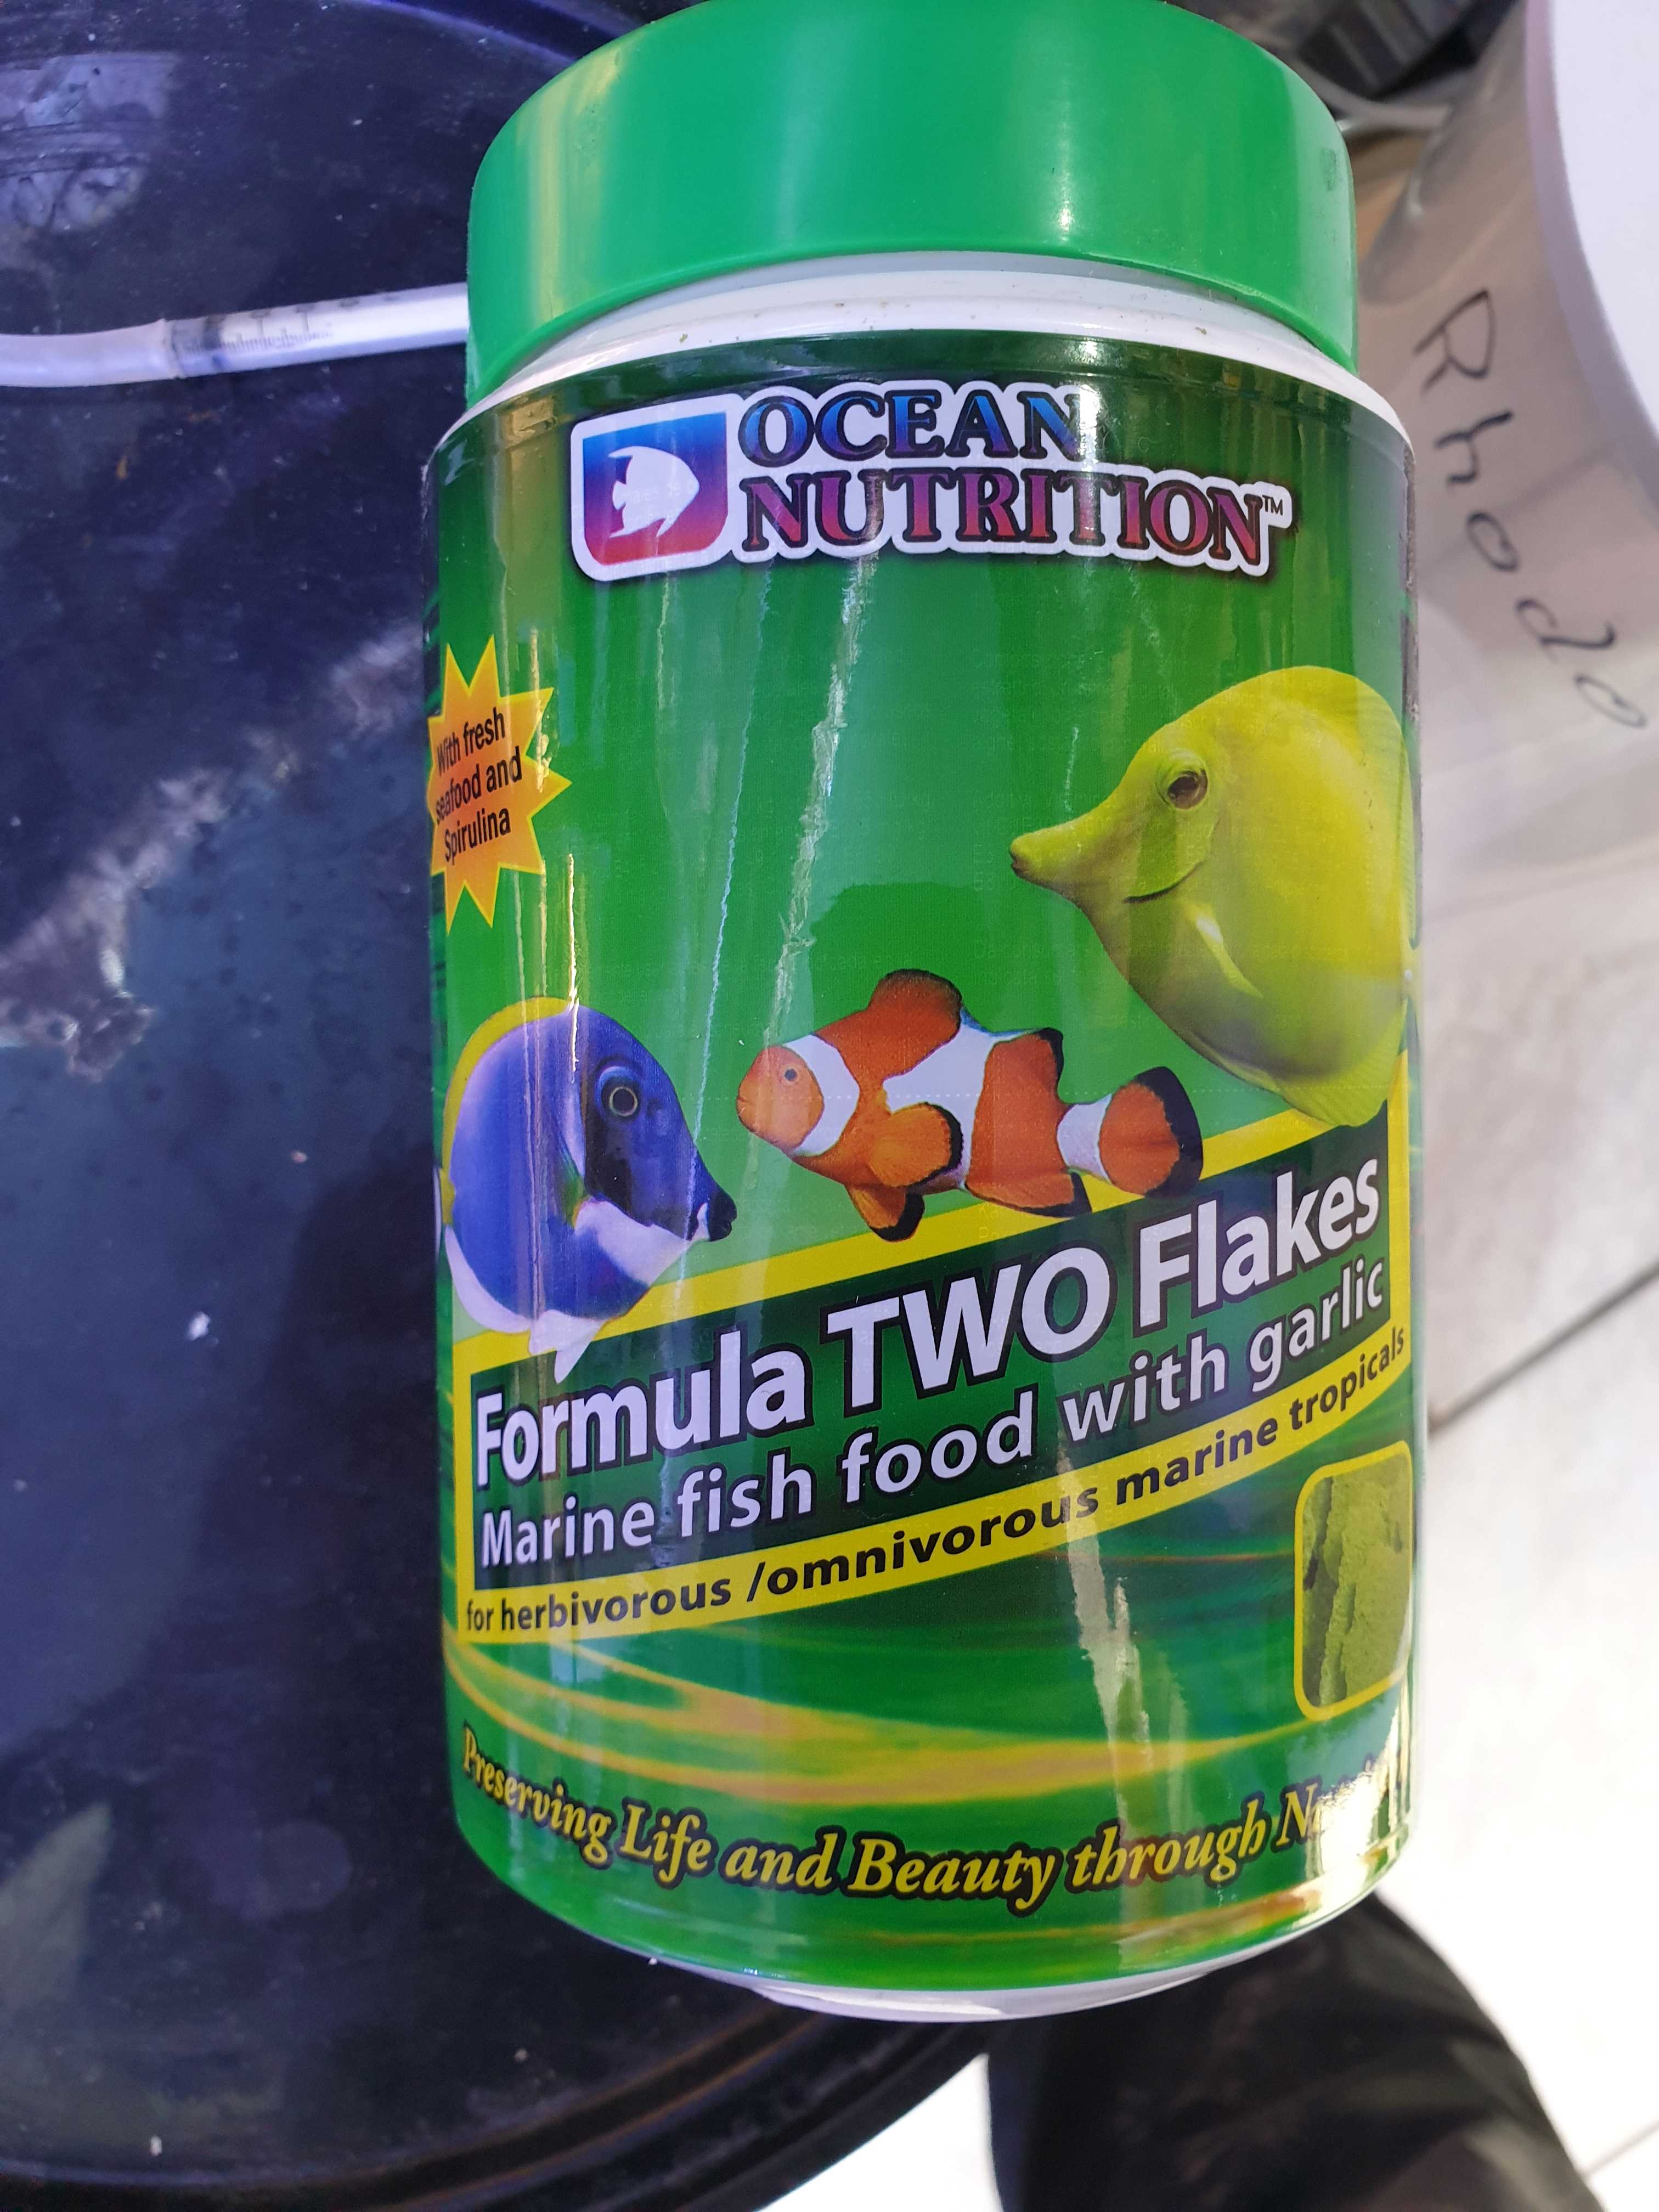 OCEAN
NUTRITION™
With fresh
seafood and
Spirulina
Formula TWO Flakes
Marine fish food with garlic
for herbivorous /omnivorous marine tropicals
Preserving Life and Beauty through
Rhodo